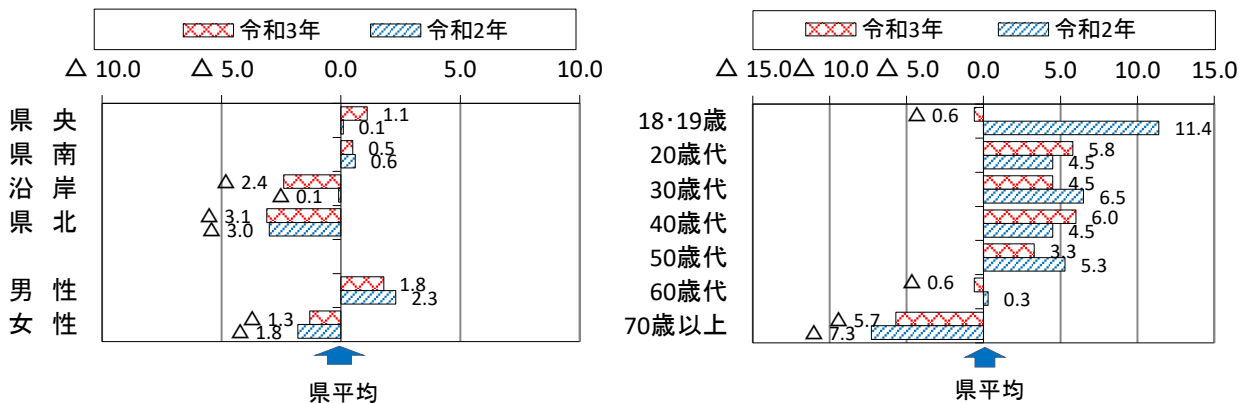 令和3年 令和2年
△ 10.0 △ 5.0 0.0 5.0 10.0
県 央 1.1
0.1
県 南 0.5
0.6
沿 岸 △ 2.4
△ 0.1
県 北 △ 3.1
△ 3.0
男 性 1.8
2.3
女 性 △ 1.3
△ 1.8
県平均
令和3年 令和2年
△ 15.0 △ 10.0 △ 5.0 0.0 5.0 10.0 15.0
18・19歳 △ 0.6
11.4
20歳代 5.8
4.5
30歳代 4.5
6.5
40歳代 6.0
4.5
50歳代 3.3
5.3
60歳代 △ 0.6
0.3
70歳以上 △ 5.7
△ 7.3
県平均